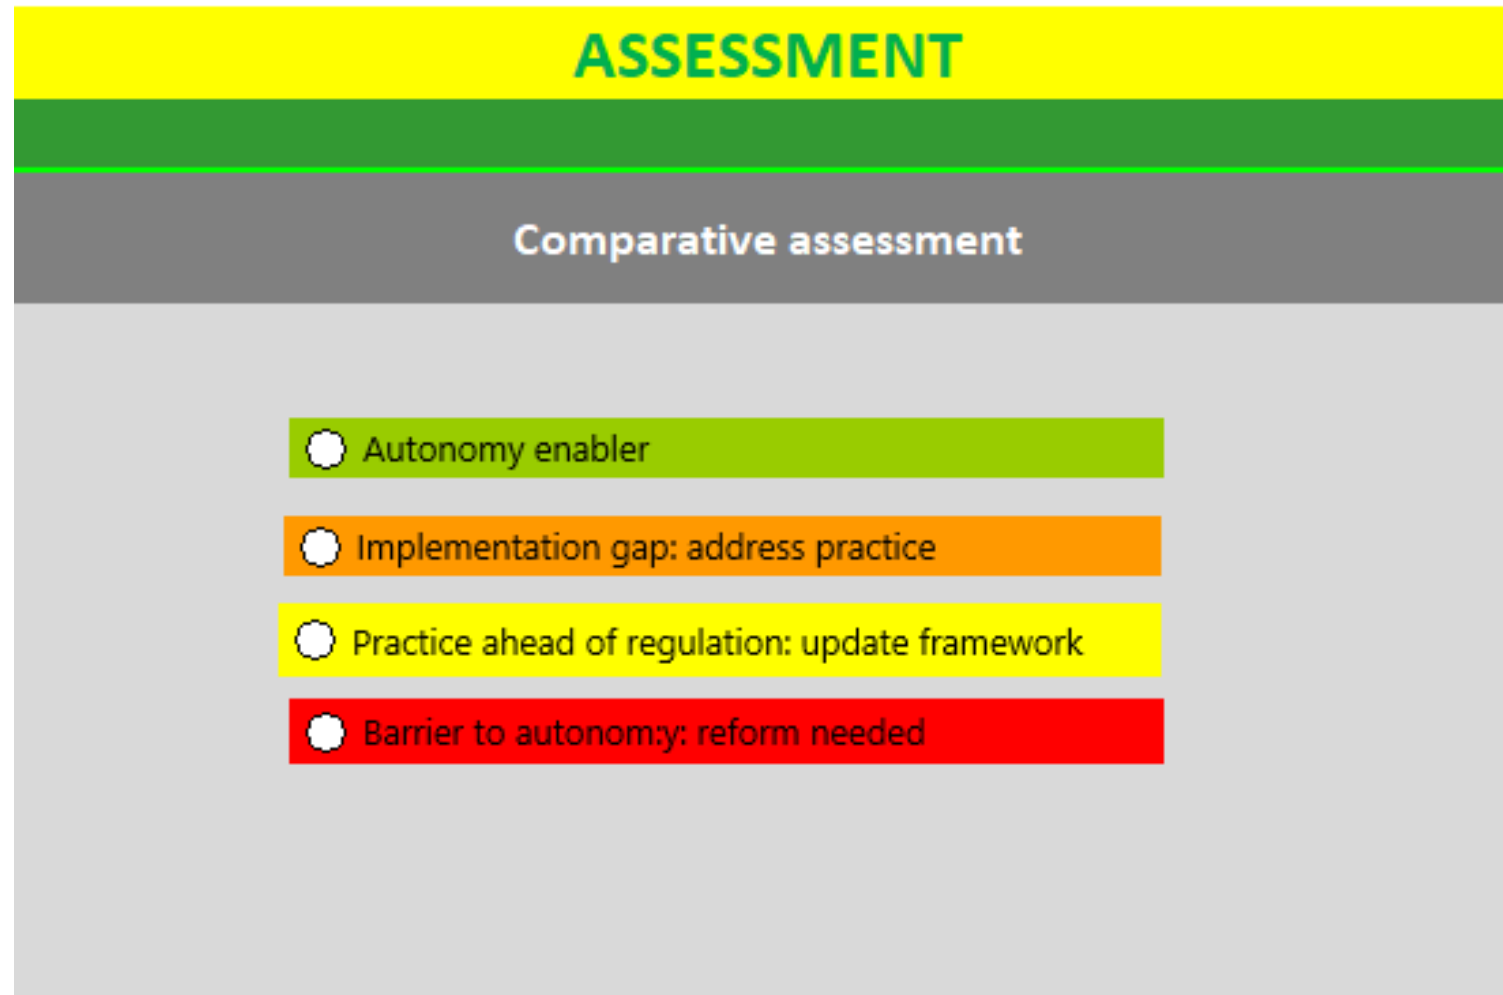 ASSESSMENT
Comparative assessment
Autonomy enabler
Implementation gap: address practice
Practice ahead of regulation: update framework
Barrier to autonom:y: reform needed